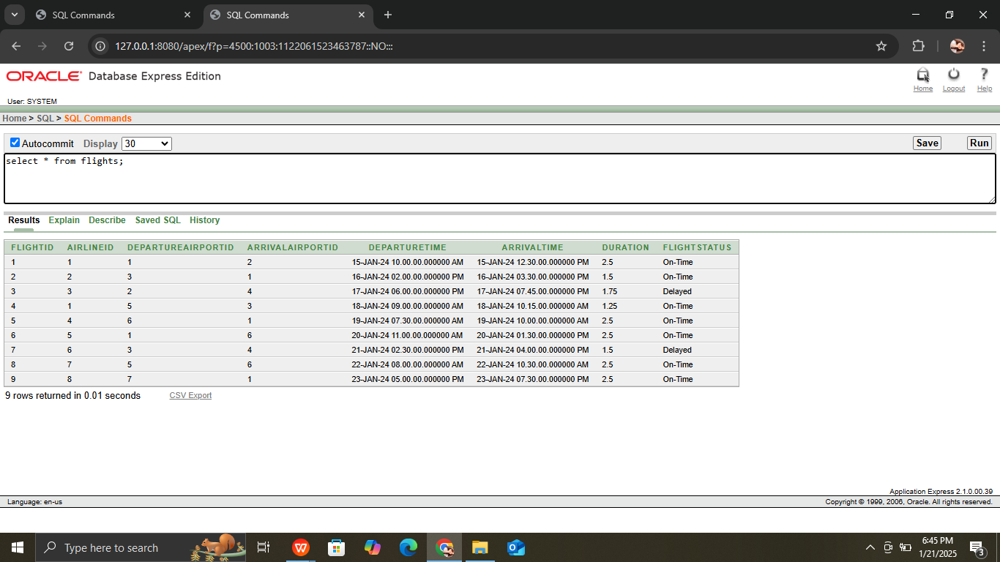 SQL Commands
SQL Commands
127.0.0.1:8080/apex/f?p=4500:1003:1122061523463787::NO:::
ORACLE Database Express Edition
Home Logout Help
User: SYSTEM
Home > SQL > SQL Commands
Autocommit Display 30 Save Run
select * from flights;
Results Explain Describe Saved SQL History
FLIGHTID AIRLINEID DEPARTUREAIRPORTID ARRIVALAIRPORTID DEPARTURETIME ARRIVALTIME DURATION FLIGHTSTATUS
1 1 1 2 15-JAN-24 10.00.00.000000 AM 15-JAN-24 12.30.00.000000 PM 2.5 On-Time
2 2 3 1 16-JAN-24 02.00.00.000000 PM 16-JAN-24 03.30.00.000000 PM 1.5 On-Time
3 3 2 4 17-JAN-24 06.00.00.000000 PM 17-JAN-24 07.45.00.000000 PM 1.75 Delayed
4 1 5 3 18-JAN-24 09.00.00.000000 AM 18-JAN-24 10.15.00.000000 AM 1.25 On-Time
5 4 6 1 19-JAN-24 07.30.00.000000 AM 19-JAN-24 10.00.00.000000 AM 2.5 On-Time
6 5 1 6 20-JAN-24 11.00.00.000000 AM 20-JAN-24 01.30.00.000000 PM 2.5 On-Time
7 6 3 4 21-JAN-24 02.30.00.000000 PM 21-JAN-24 04.00.00.000000 PM 1.5 Delayed
8 7 5 6 22-JAN-24 08.00.00.000000 AM 22-JAN-24 10.30.00.000000 AM 2.5 On-Time
9 8 7 1 23-JAN-24 05.00.00.000000 PM 23-JAN-24 07.30.00.000000 PM 2.5 On-Time
9 rows returned in 0.01 seconds CSV Export
Application Express 2.1.0.00.39
Language: en-us Copyright © 1999, 2006, Oracle. All rights reserved.
Type here to search
6:45 PM
1/21/2025
3